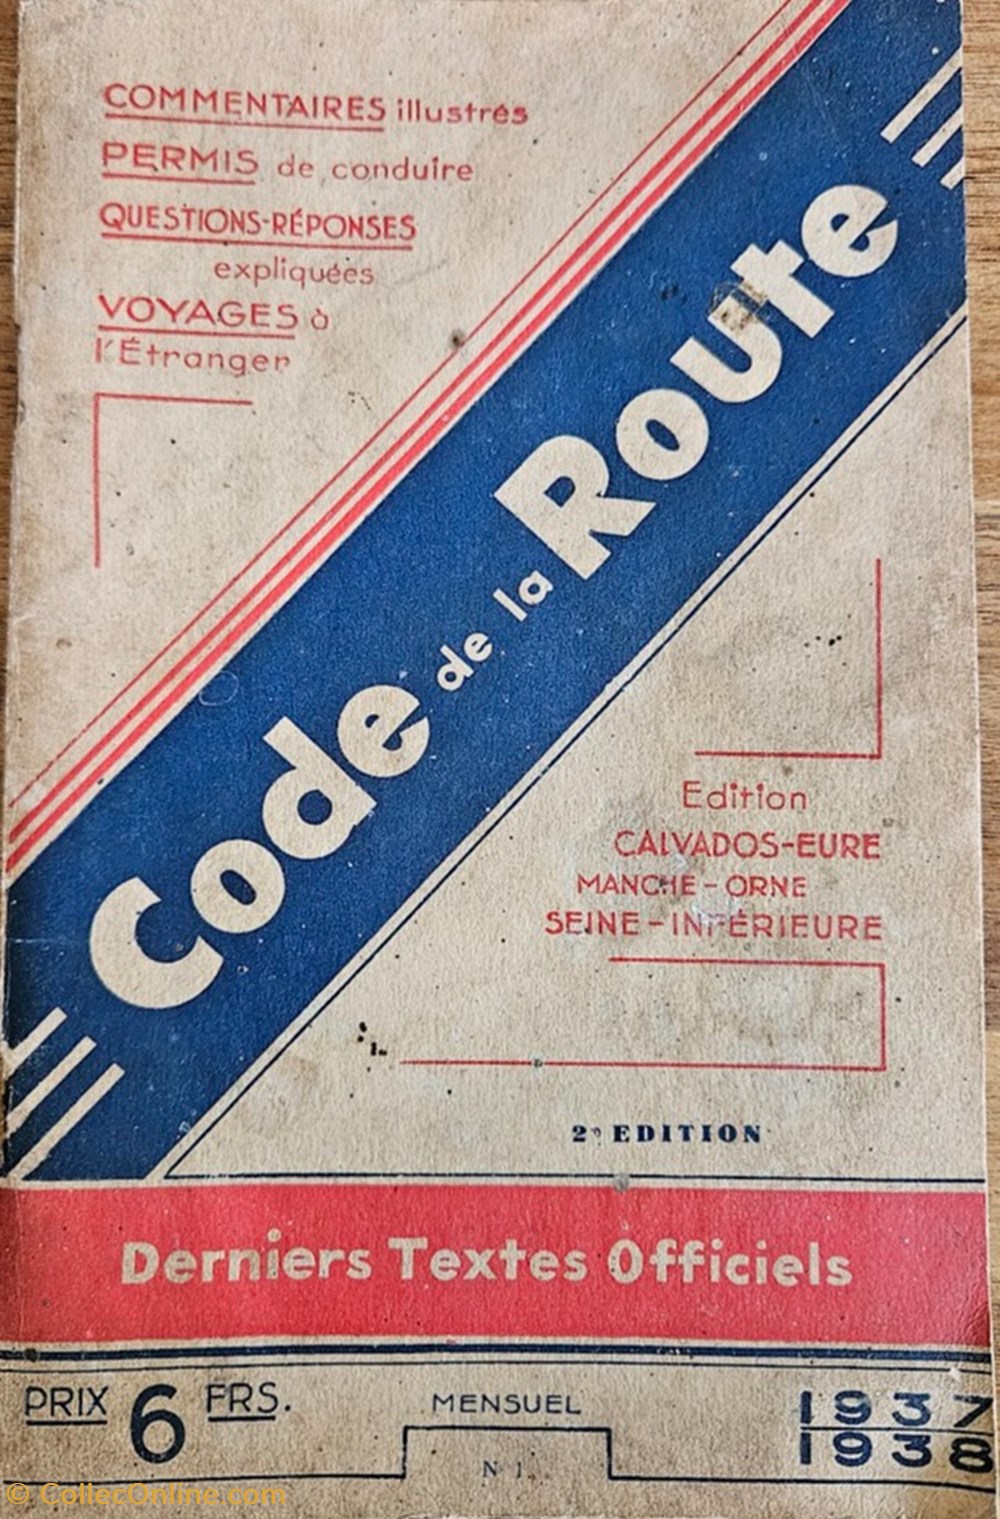 COMMENTAIRES illustrés
PERMIS de conduire
QUESTIONS-RÉPONSES
expliquées
VOYAGES à
l'Étranger
Code de la Route
Edition
CALVADOS-EURE
MANCHE - ORNE
SEINE - INFÉRIEURE
2e EDITION
Derniers Textes Officiels
PRIX 6 FRS.
MENSUEL
N 1
1937
1938
© CollecOnline.com